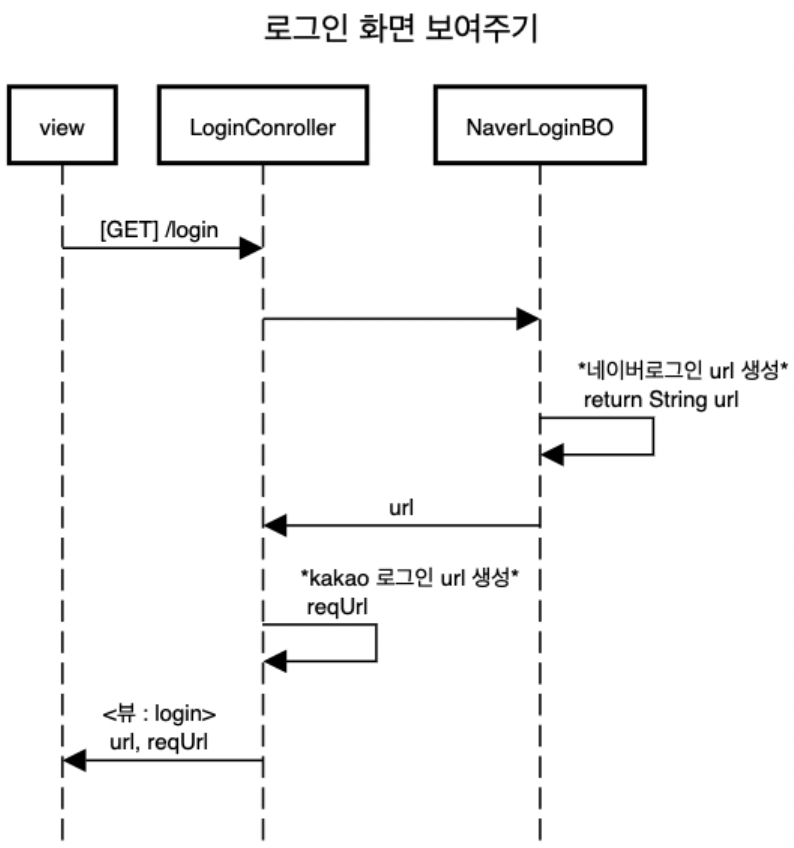 로그인 화면 보여주기
view
LoginConroller
NaverLoginBO
[GET] /login
*네이버로그인 url 생성*
return String url
url
*kakao 로그인 url 생성*
reqUrl
<뷰 : login>
url, reqUrl